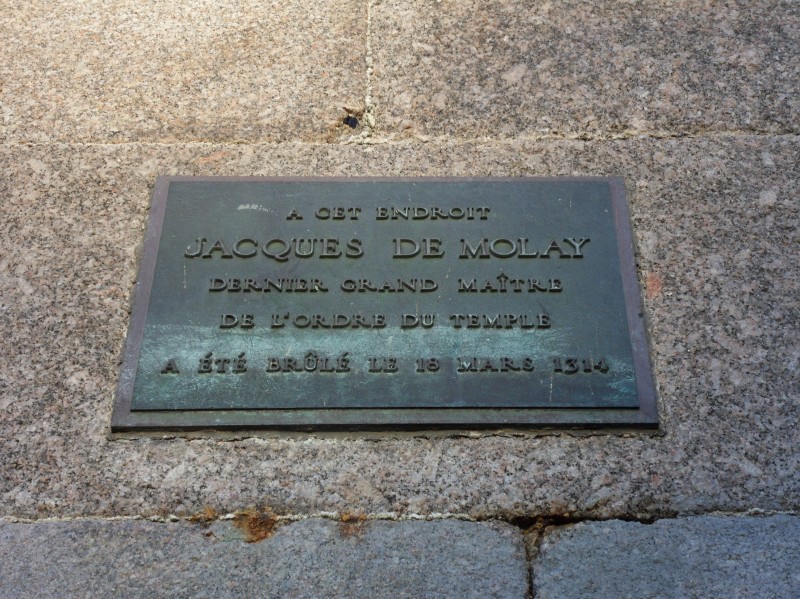 A CET ENDROIT
JACQUES DE MOLAY
DERNIER GRAND MAÎTRE
DE L'ORDRE DU TEMPLE
A ÉTÉ BRÛLÉ LE 18 MARS 1314